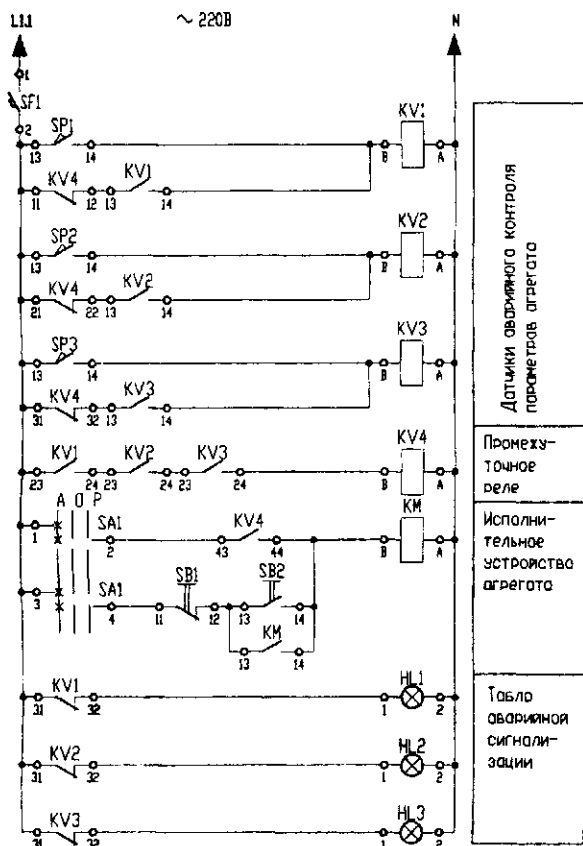 1.1.1 ~ 220В N
1
SF1
2
SP1 KV1
13 14 В А
KV4 KV1
11 12 13 14
SP2 KV2
13 14 В А
KV4 KV2
21 22 13 14
SP3 KV3
13 14 В А
KV4 KV3
31 32 13 14
Датчики аварийного контроля
параметров агрегата
KV1 KV2 KV3 KV4
23 24 23 24 23 24 В А
Промежу-
точное
реле
А О Р SA1 KV4 KM
1 2 43 44 В А
SA1 SB1 SB2
3 4 11 12 13 14
KM
13 14
Исполни-
тельное
устройство
агрегата
KV1 HL1
31 32 1 2
KV2 HL2
31 32 1 2
KV3 HL3
31 32 1 2
Табло
аварийной
сигнали-
зации